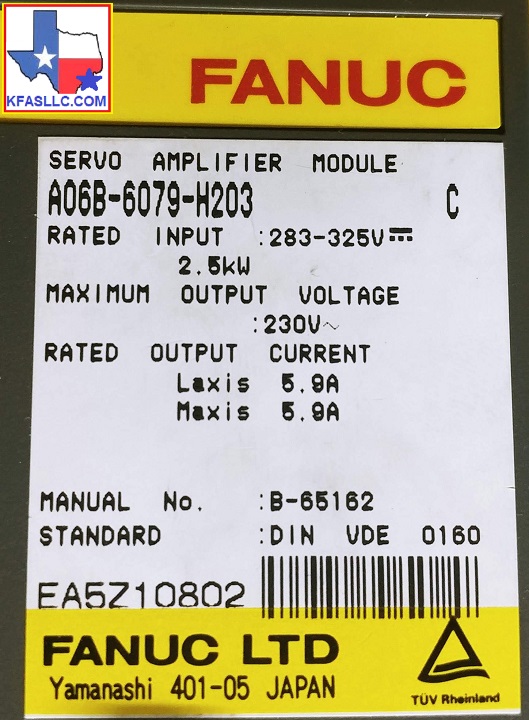 KFASLLC.COM
FANUC
SERVO AMPLIFIER MODULE
A06B-6079-H203 C
RATED INPUT :283-325V⎓
2.5kW
MAXIMUM OUTPUT VOLTAGE
:230V~
RATED OUTPUT CURRENT
Laxis 5.9A
Maxis 5.9A
MANUAL No. :B-65162
STANDARD :DIN VDE 0160
EA5Z10802
FANUC LTD
Yamanashi 401-05 JAPAN
TÜV Rheinland